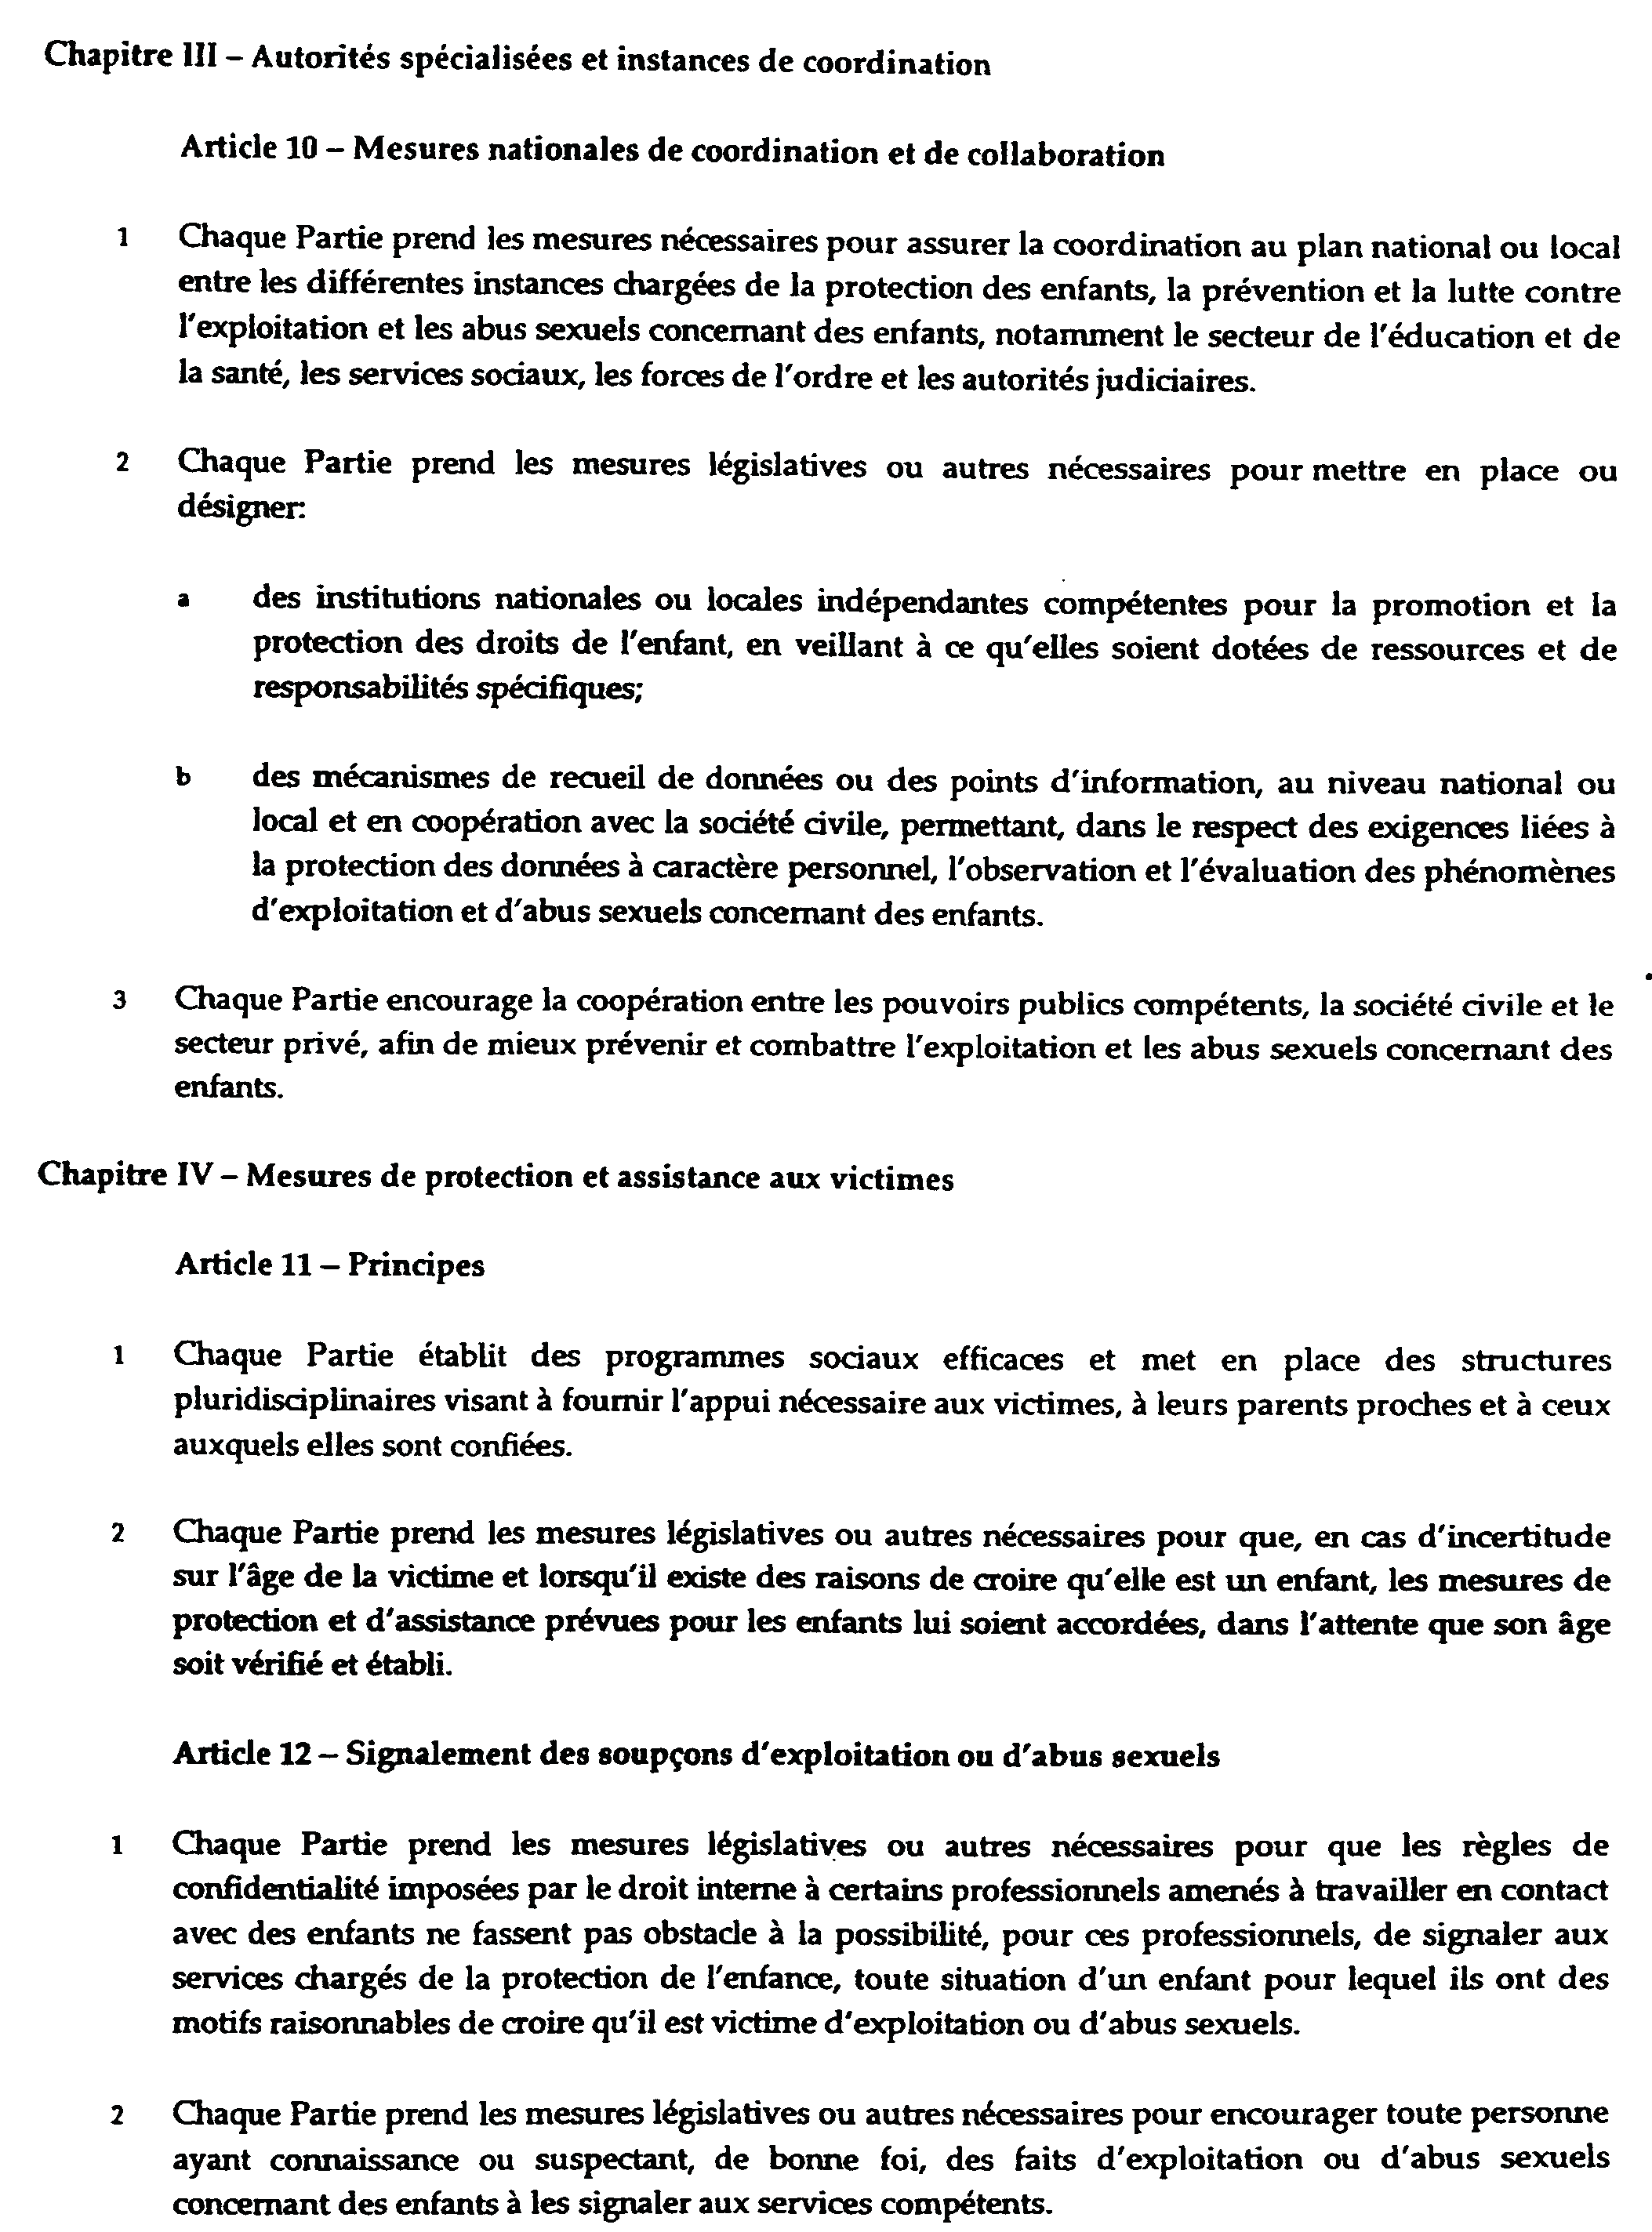 Chapitre III – Autorités spécialisées et instances de coordination
Article 10 – Mesures nationales de coordination et de collaboration
1 Chaque Partie prend les mesures nécessaires pour assurer la coordination au plan national ou local
entre les différentes instances chargées de la protection des enfants, la prévention et la lutte contre
l'exploitation et les abus sexuels concernant des enfants, notamment le secteur de l'éducation et de
la santé, les services sociaux, les forces de l'ordre et les autorités judiciaires.
2 Chaque Partie prend les mesures législatives ou autres nécessaires pour mettre en place ou
désigner:
a des institutions nationales ou locales indépendantes compétentes pour la promotion et la
protection des droits de l'enfant, en veillant à ce qu'elles soient dotées de ressources et de
responsabilités spécifiques;
b des mécanismes de recueil de données ou des points d'information, au niveau national ou
local et en coopération avec la société civile, permettant, dans le respect des exigences liées à
la protection des données à caractère personnel, l'observation et l'évaluation des phénomènes
d'exploitation et d'abus sexuels concernant des enfants.
3 Chaque Partie encourage la coopération entre les pouvoirs publics compétents, la société civile et le
secteur privé, afin de mieux prévenir et combattre l'exploitation et les abus sexuels concernant des
enfants.
Chapitre IV – Mesures de protection et assistance aux victimes
Article 11 – Principes
1 Chaque Partie établit des programmes sociaux efficaces et met en place des structures
pluridisciplinaires visant à fournir l'appui nécessaire aux victimes, à leurs parents proches et à ceux
auxquels elles sont confiées.
2 Chaque Partie prend les mesures législatives ou autres nécessaires pour que, en cas d'incertitude
sur l'âge de la victime et lorsqu'il existe des raisons de croire qu'elle est un enfant, les mesures de
protection et d'assistance prévues pour les enfants lui soient accordées, dans l'attente que son âge
soit vérifié et établi.
Article 12 – Signalement des soupçons d'exploitation ou d'abus sexuels
1 Chaque Partie prend les mesures législatives ou autres nécessaires pour que les règles de
confidentialité imposées par le droit interne à certains professionnels amenés à travailler en contact
avec des enfants ne fassent pas obstacle à la possibilité, pour ces professionnels, de signaler aux
services chargés de la protection de l'enfance, toute situation d'un enfant pour lequel ils ont des
motifs raisonnables de croire qu'il est victime d'exploitation ou d'abus sexuels.
2 Chaque Partie prend les mesures législatives ou autres nécessaires pour encourager toute personne
ayant connaissance ou suspectant, de bonne foi, des faits d'exploitation ou d'abus sexuels
concernant des enfants à les signaler aux services compétents.